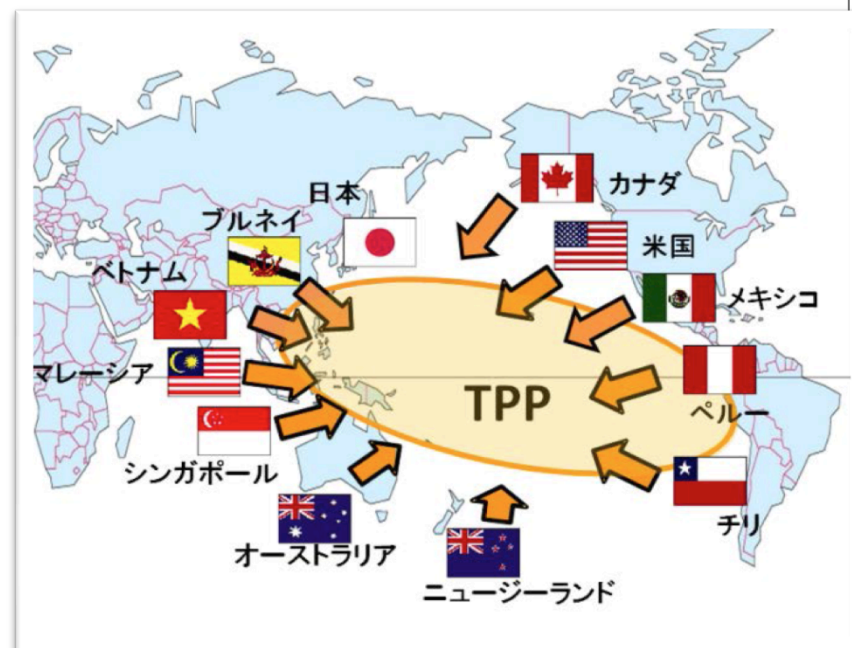 カナダ
日本
ブルネイ
米国
ベトナム
メキシコ
マレーシア
TPP
ペルー
シンガポール
チリ
オーストラリア
ニュージーランド